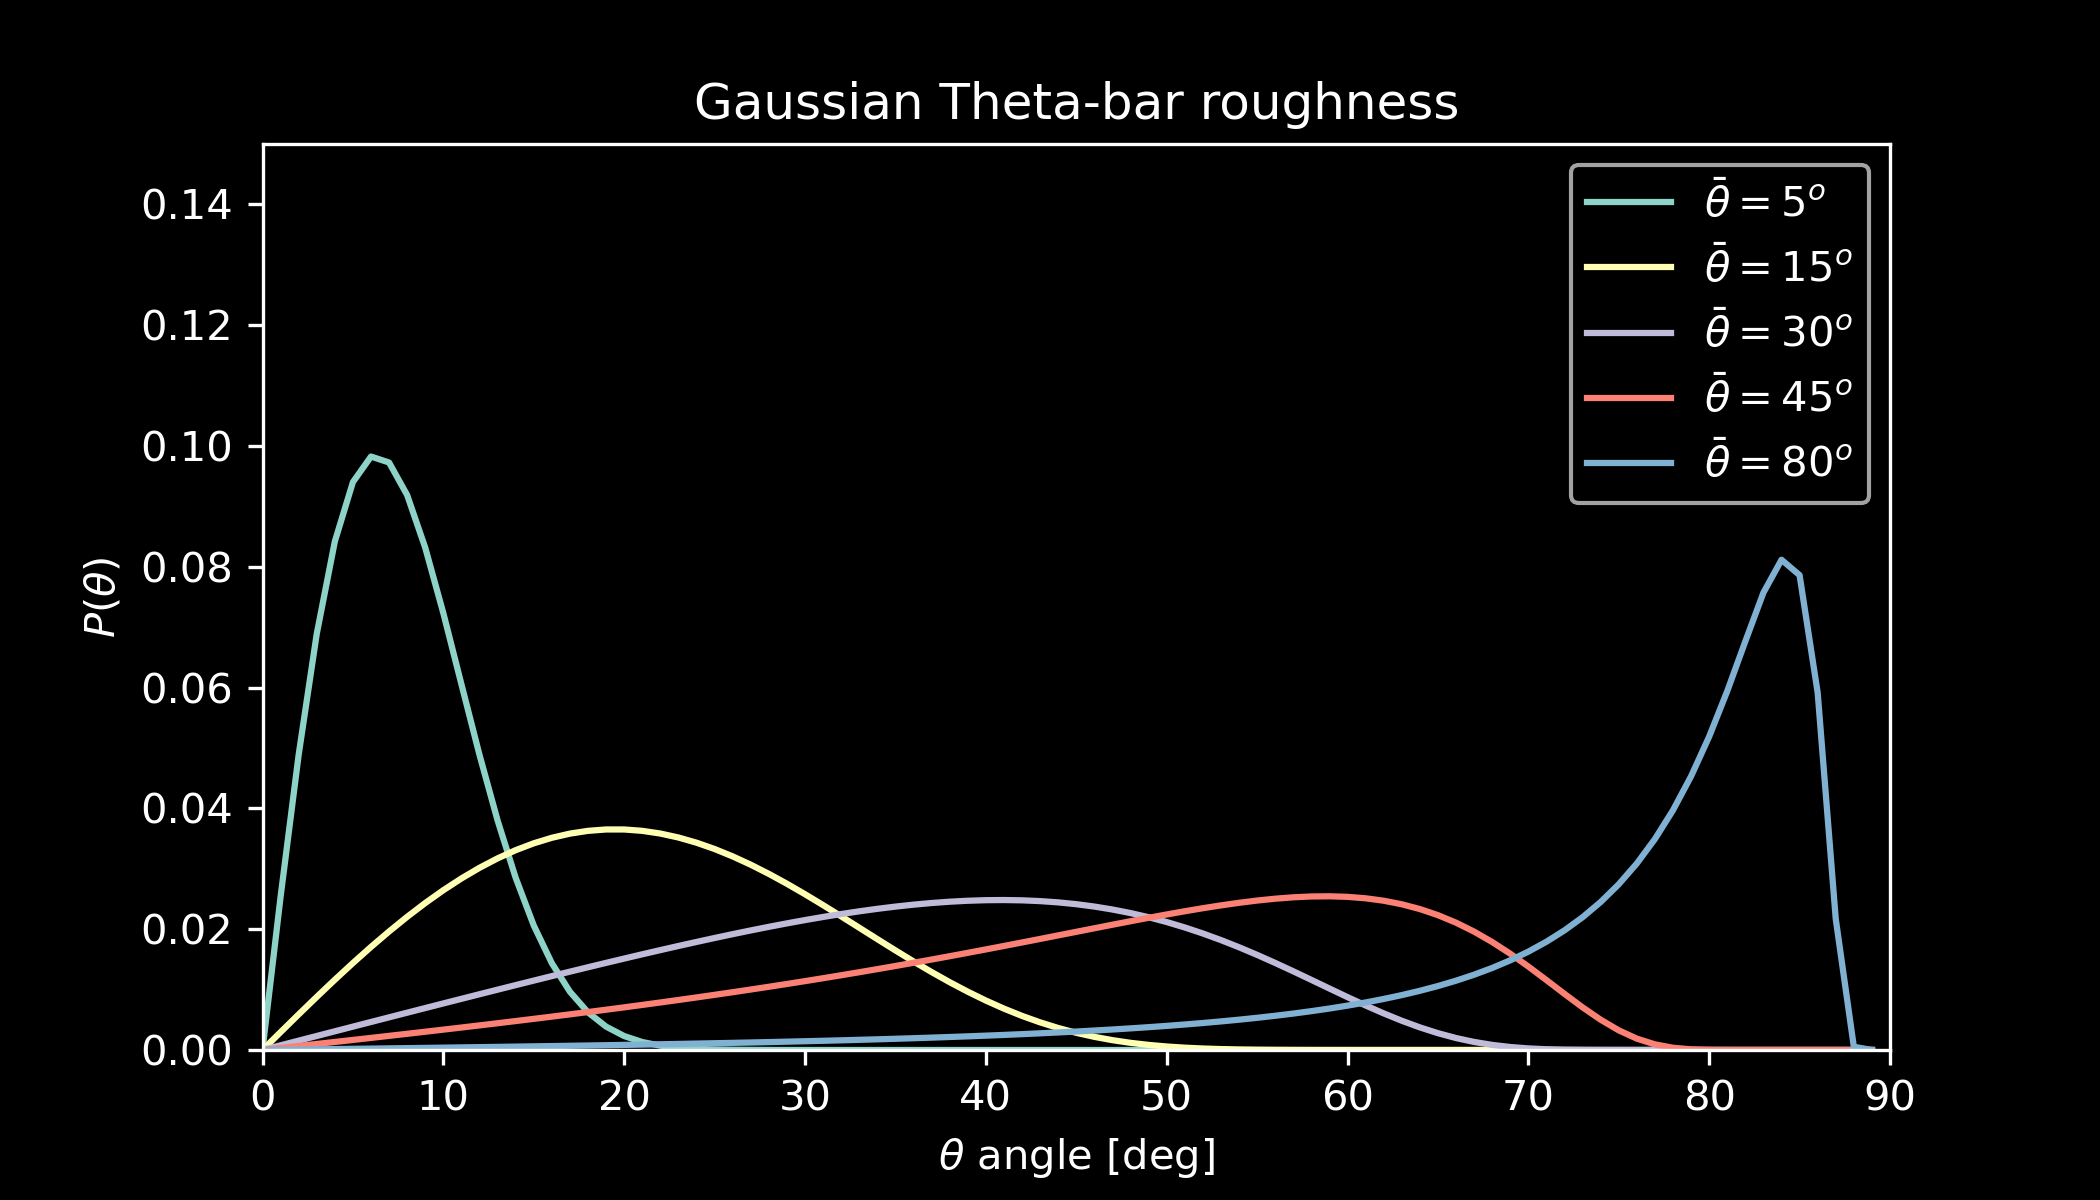 Gaussian Theta-bar roughness
θ̄ = 5°
θ̄ = 15°
θ̄ = 30°
θ̄ = 45°
θ̄ = 80°
P(θ)
0.14
0.12
0.10
0.08
0.06
0.04
0.02
0.00
0 10 20 30 40 50 60 70 80 90
θ angle [deg]